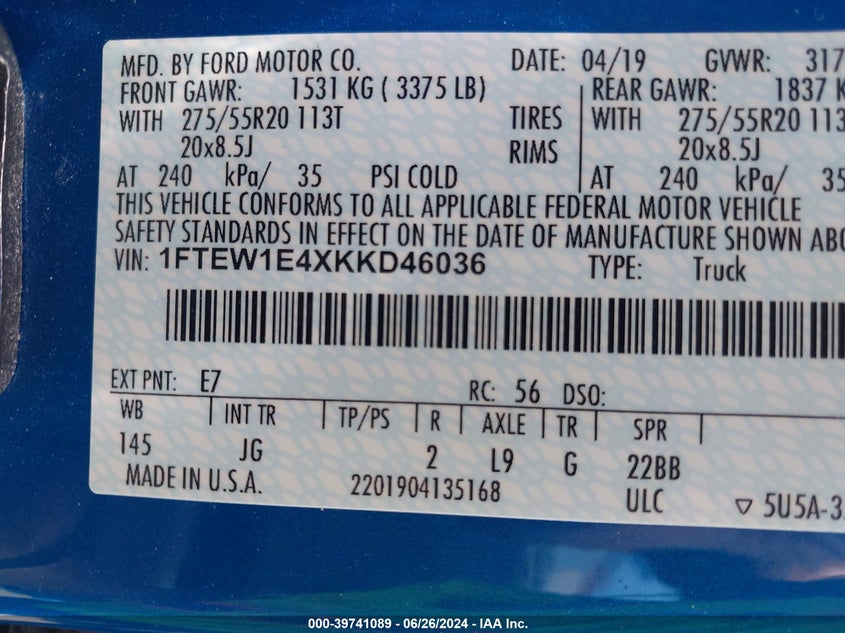 MFD. BY FORD MOTOR CO. DATE: 04/19 GVWR: 317
FRONT GAWR: 1531 KG ( 3375 LB) REAR GAWR: 1837 K
WITH 275/55R20 113T TIRES WITH 275/55R20 113
20x8.5J RIMS 20x8.5J
AT 240 kPa/ 35 PSI COLD AT 240 kPa/ 35
THIS VEHICLE CONFORMS TO ALL APPLICABLE FEDERAL MOTOR VEHICLE
SAFETY STANDARDS IN EFFECT ON THE DATE OF MANUFACTURE SHOWN ABO
VIN: 1FTEW1E4XKKD46036 TYPE: Truck
EXT PNT: E7 RC: 56 DSO:
WB INT TR TP/PS R AXLE TR SPR
145 JG 2 L9 G 22BB
MADE IN U.S.A. 2201904135168 ULC ▽ 5U5A-3
000-39741089 - 06/26/2024 - IAA Inc.